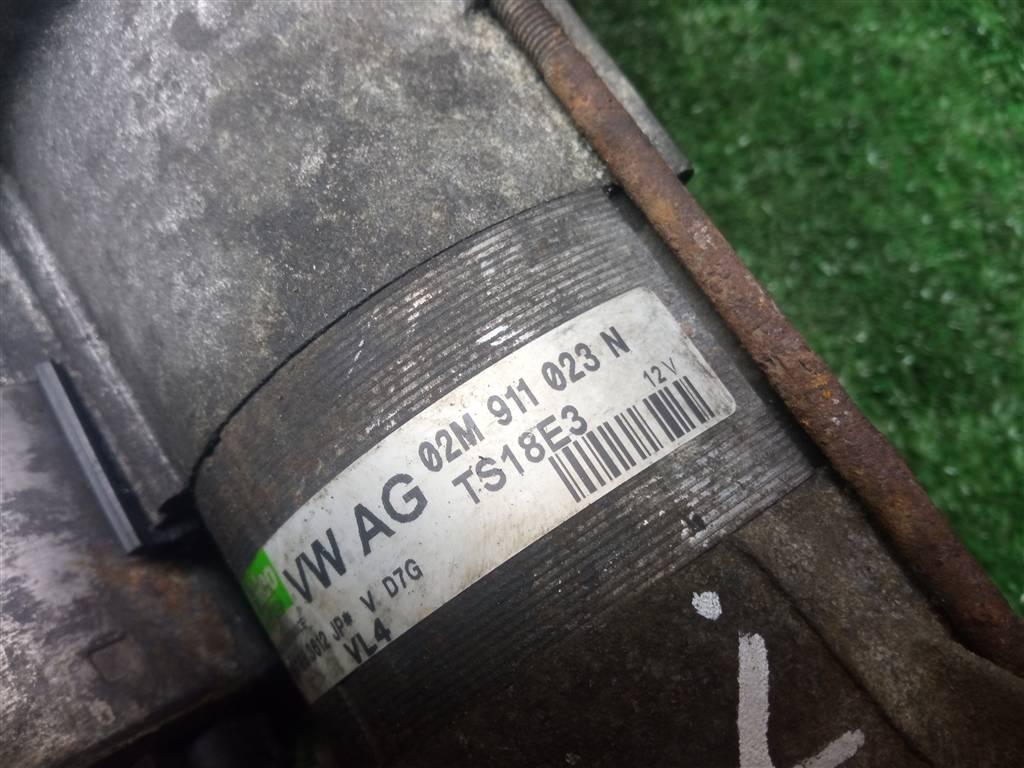 02M 911 023 N
VW AG TS18E3
12V
V D7G
VL4